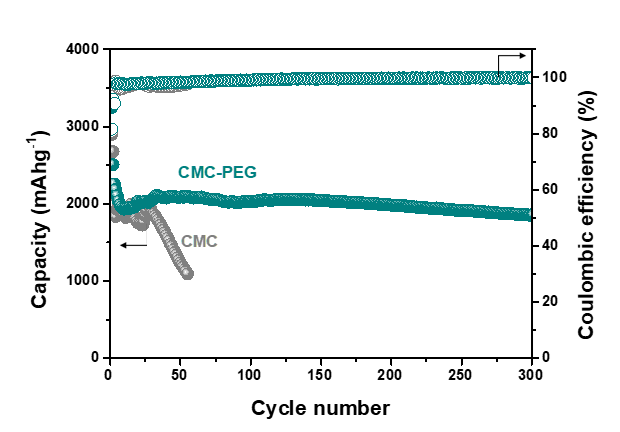 4000
3000
2000
1000
0
Capacity (mAhg-1)
100
80
60
40
20
0
Coulombic efficiency (%)
CMC-PEG
CMC
0 50 100 150 200 250 300
Cycle number